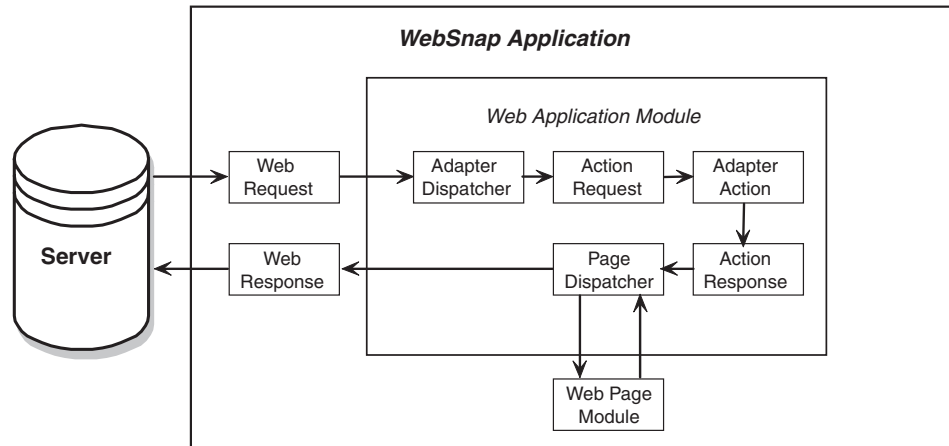 WebSnap Application
Web Application Module
Web
Request
Adapter
Dispatcher
Action
Request
Adapter
Action
Server
Web
Response
Page
Dispatcher
Action
Response
Web Page
Module